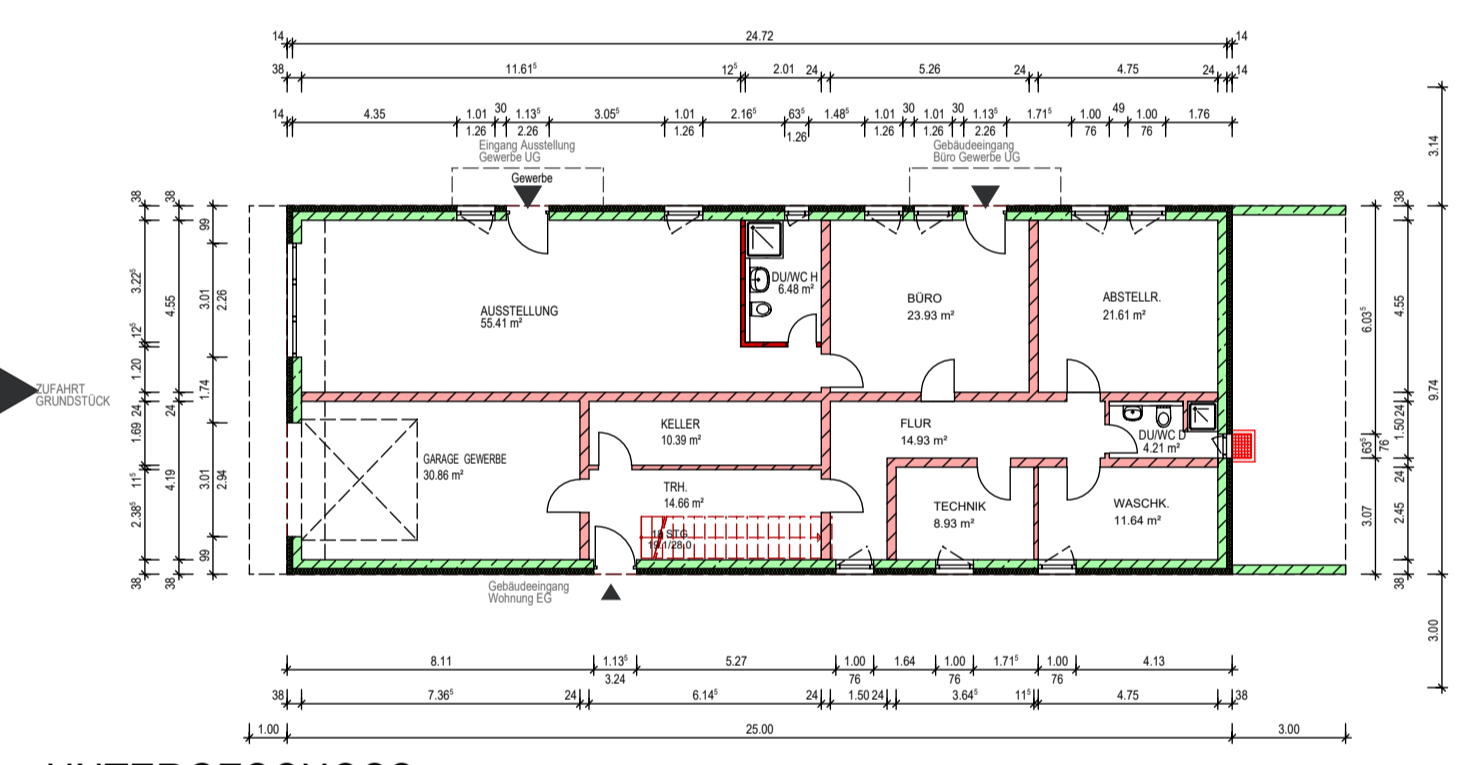 14 24.72 14
38 11.61⁵ 12⁵ 2.01 24 5.26 24 4.75 24 14
14 4.35 1.01 30 1.13⁵ 3.05⁵ 1.01 2.16⁵ 63⁵ 1.48⁵ 1.01 30 1.01 30 1.13⁵ 1.71⁵ 1.00 49 1.00 1.76
1.26 2.26 1.26 1.26 1.26 1.26 2.26 76 76
Eingang Ausstellung
Gewerbe UG
Gewerbe
Gebäudeeingang
Büro Gewerbe UG
38 3.22⁵ 12⁵ 1.20 24 1.69 11⁵ 2.38⁵ 38
38 4.55 24 4.19 38
99 3.01 1.74 3.01 99
2.26 2.94
ZUFAHRT
GRUNDSTÜCK
AUSSTELLUNG
55.41 m²
DU/WC H
6.48 m²
BÜRO
23.93 m²
ABSTELLR.
21.61 m²
GARAGE GEWERBE
30.86 m²
KELLER
10.39 m²
FLUR
14.93 m²
DU/WC D
4.21 m²
TRH.
14.66 m²
STG
TECHNIK
8.93 m²
WASCHK.
11.64 m²
6.03⁵ 63⁵ 3.07
76
38 4.55 24 1.50 24 2.45 38
3.14 9.74 3.00
Gebäudeeingang
Wohnung EG
8.11 1.13⁵ 5.27 1.00 1.64 1.00 1.71⁵ 1.00 4.13
3.24 76 76 76
38 7.36⁵ 24 6.14⁵ 24 1.50 24 3.64⁵ 11⁵ 4.75 38
1.00 25.00 3.00
UNTERGESCHOSS